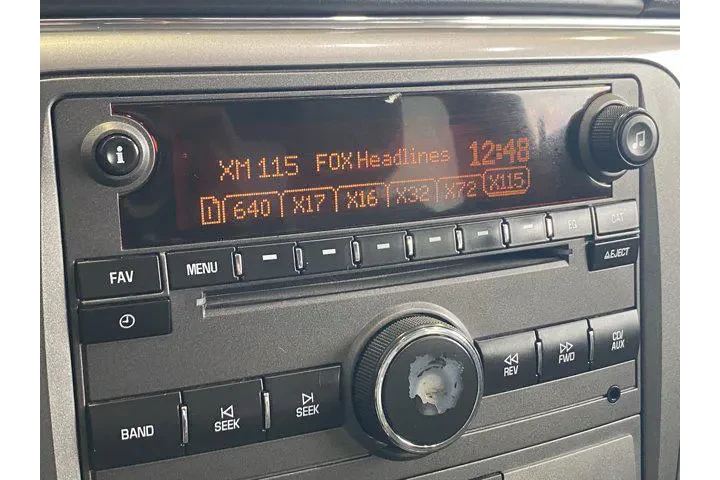 XM 115 FOX Headlines 12:48
1 640 X17 X16 X32 X72 X115
i
FAV
MENU
EQ
CAT
EJECT
BAND
SEEK
SEEK
REV
FWD
CD/
AUX